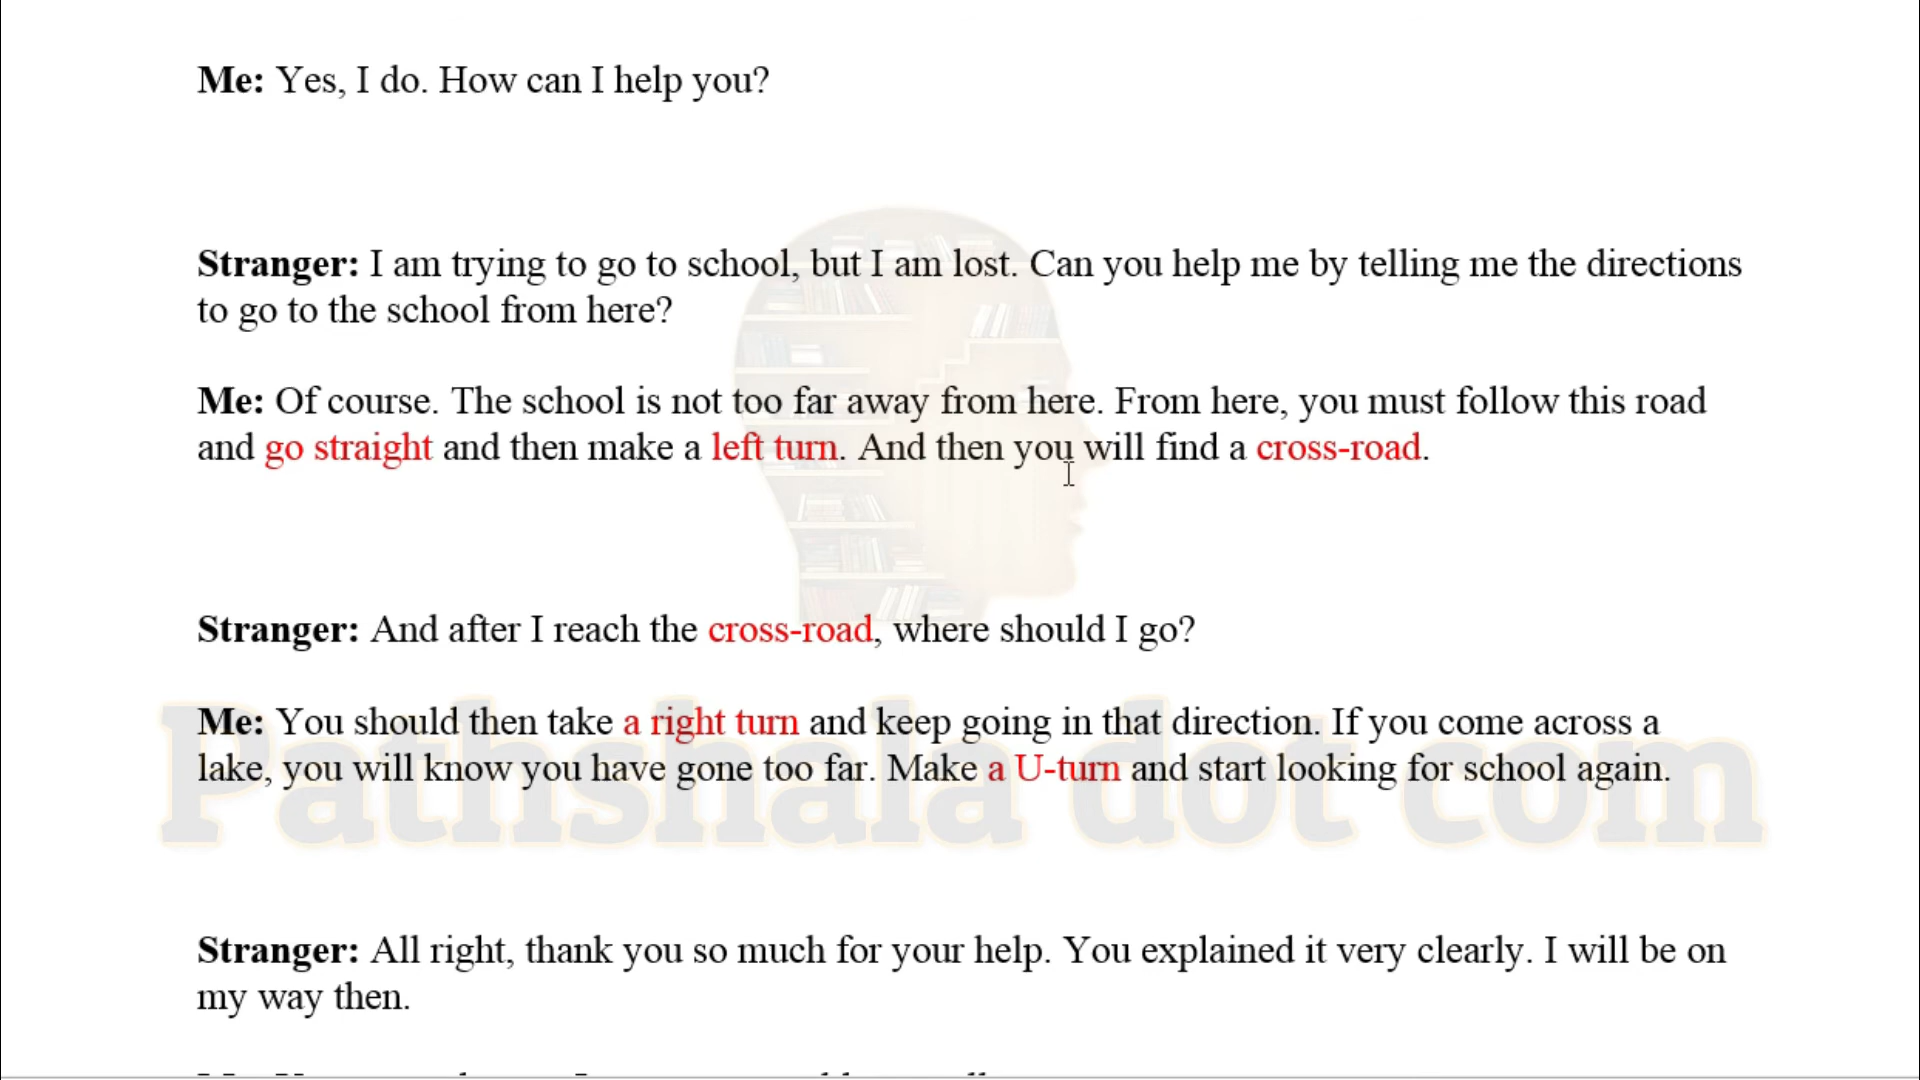 Me: Yes, I do. How can I help you?
Stranger: I am trying to go to school, but I am lost. Can you help me by telling me the directions
to go to the school from here?
Me: Of course. The school is not too far away from here. From here, you must follow this road
and go straight and then make a left turn. And then you will find a cross-road.
Stranger: And after I reach the cross-road, where should I go?
Me: You should then take a right turn and keep going in that direction. If you come across a
lake, you will know you have gone too far. Make a U-turn and start looking for school again.
Pathshala dot com
Stranger: All right, thank you so much for your help. You explained it very clearly. I will be on
my way then.